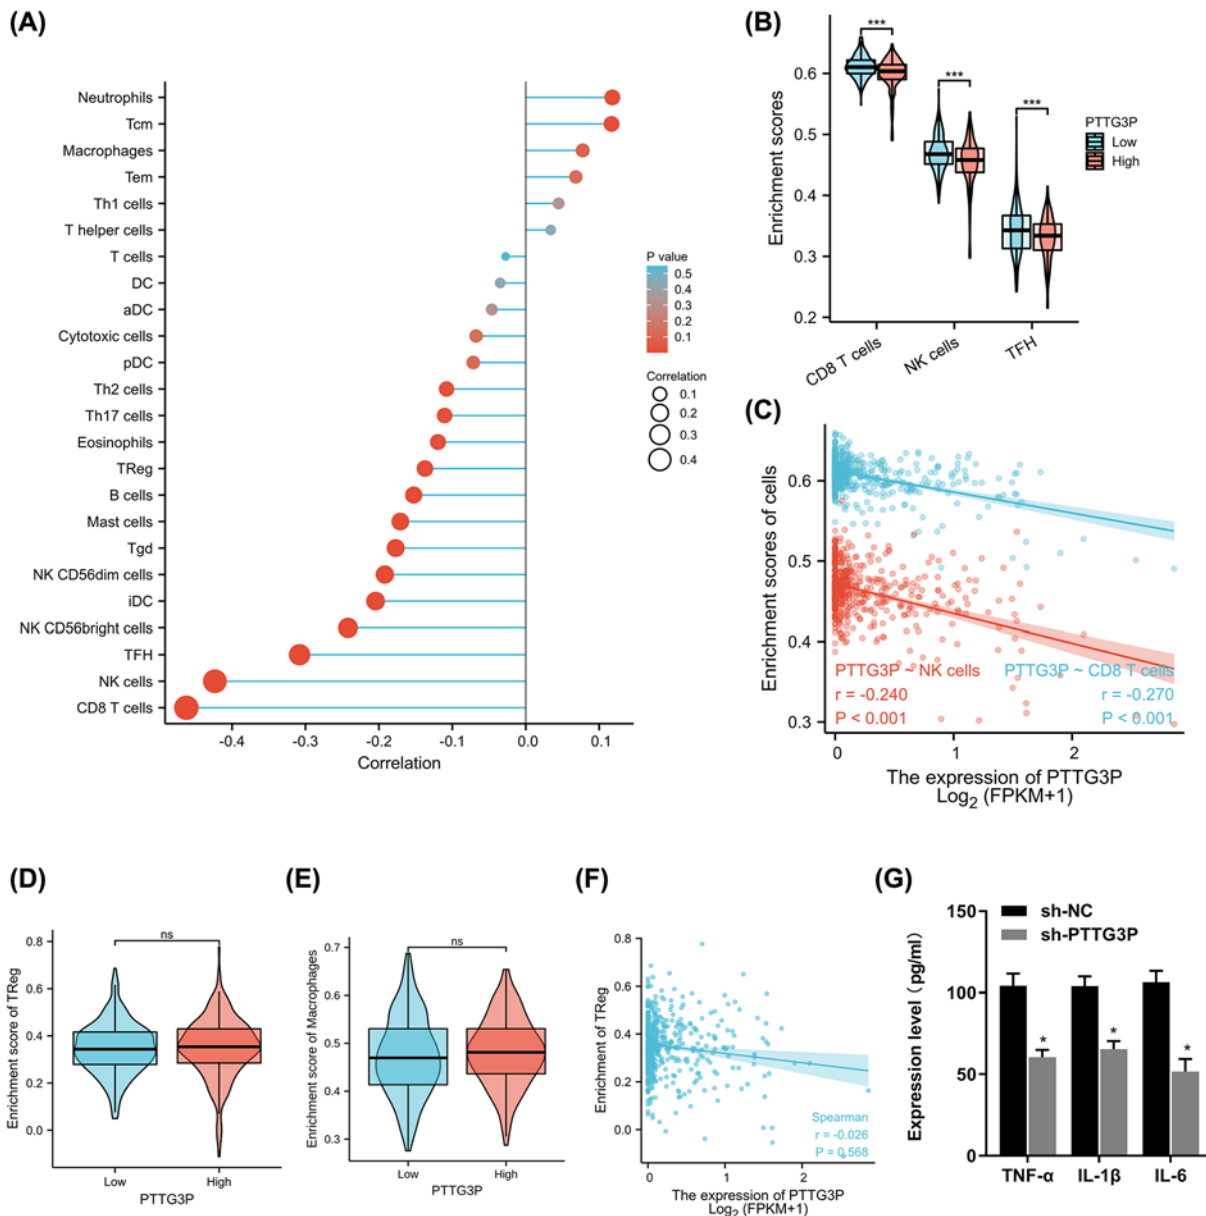 (A)
Neutrophils
Tcm
Macrophages
Tem
Th1 cells
T helper cells
T cells
DC
aDC
Cytotoxic cells
pDC
Th2 cells
Th17 cells
Eosinophils
TReg
B cells
Mast cells
Tgd
NK CD56dim cells
iDC
NK CD56bright cells
TFH
NK cells
CD8 T cells
-0.4 -0.3 -0.2 -0.1 0.0 0.1
Correlation
P value
0.5
0.4
0.3
0.2
0.1
Correlation
0.1
0.2
0.3
0.4
(B)
Enrichment scores
0.6
0.5
0.4
0.3
0.2
***
***
***
CD8 T cells
NK cells
TFH
PTTG3P
Low
High
(C)
Enrichment scores of cells
0.6
0.5
0.4
0.3
PTTG3P ~ NK cells
r = -0.240
P < 0.001
PTTG3P ~ CD8 T cells
r = -0.270
P < 0.001
0 1 2
The expression of PTTG3P
Log₂ (FPKM+1)
(D)
Enrichment score of TReg
0.8
0.6
0.4
0.2
0.0
ns
Low High
PTTG3P
(E)
Enrichment score of Macrophages
0.7
0.6
0.5
0.4
0.3
ns
Low High
PTTG3P
(F)
Enrichment of TReg
0.8
0.6
0.4
0.2
0.0
Spearman
r = -0.026
P = 0.568
0 1 2
The expression of PTTG3P
Log₂ (FPKM+1)
(G)
Expression level (pg/ml)
150
100
50
0
sh-NC
sh-PTTG3P
*
*
*
TNF-α IL-1β IL-6